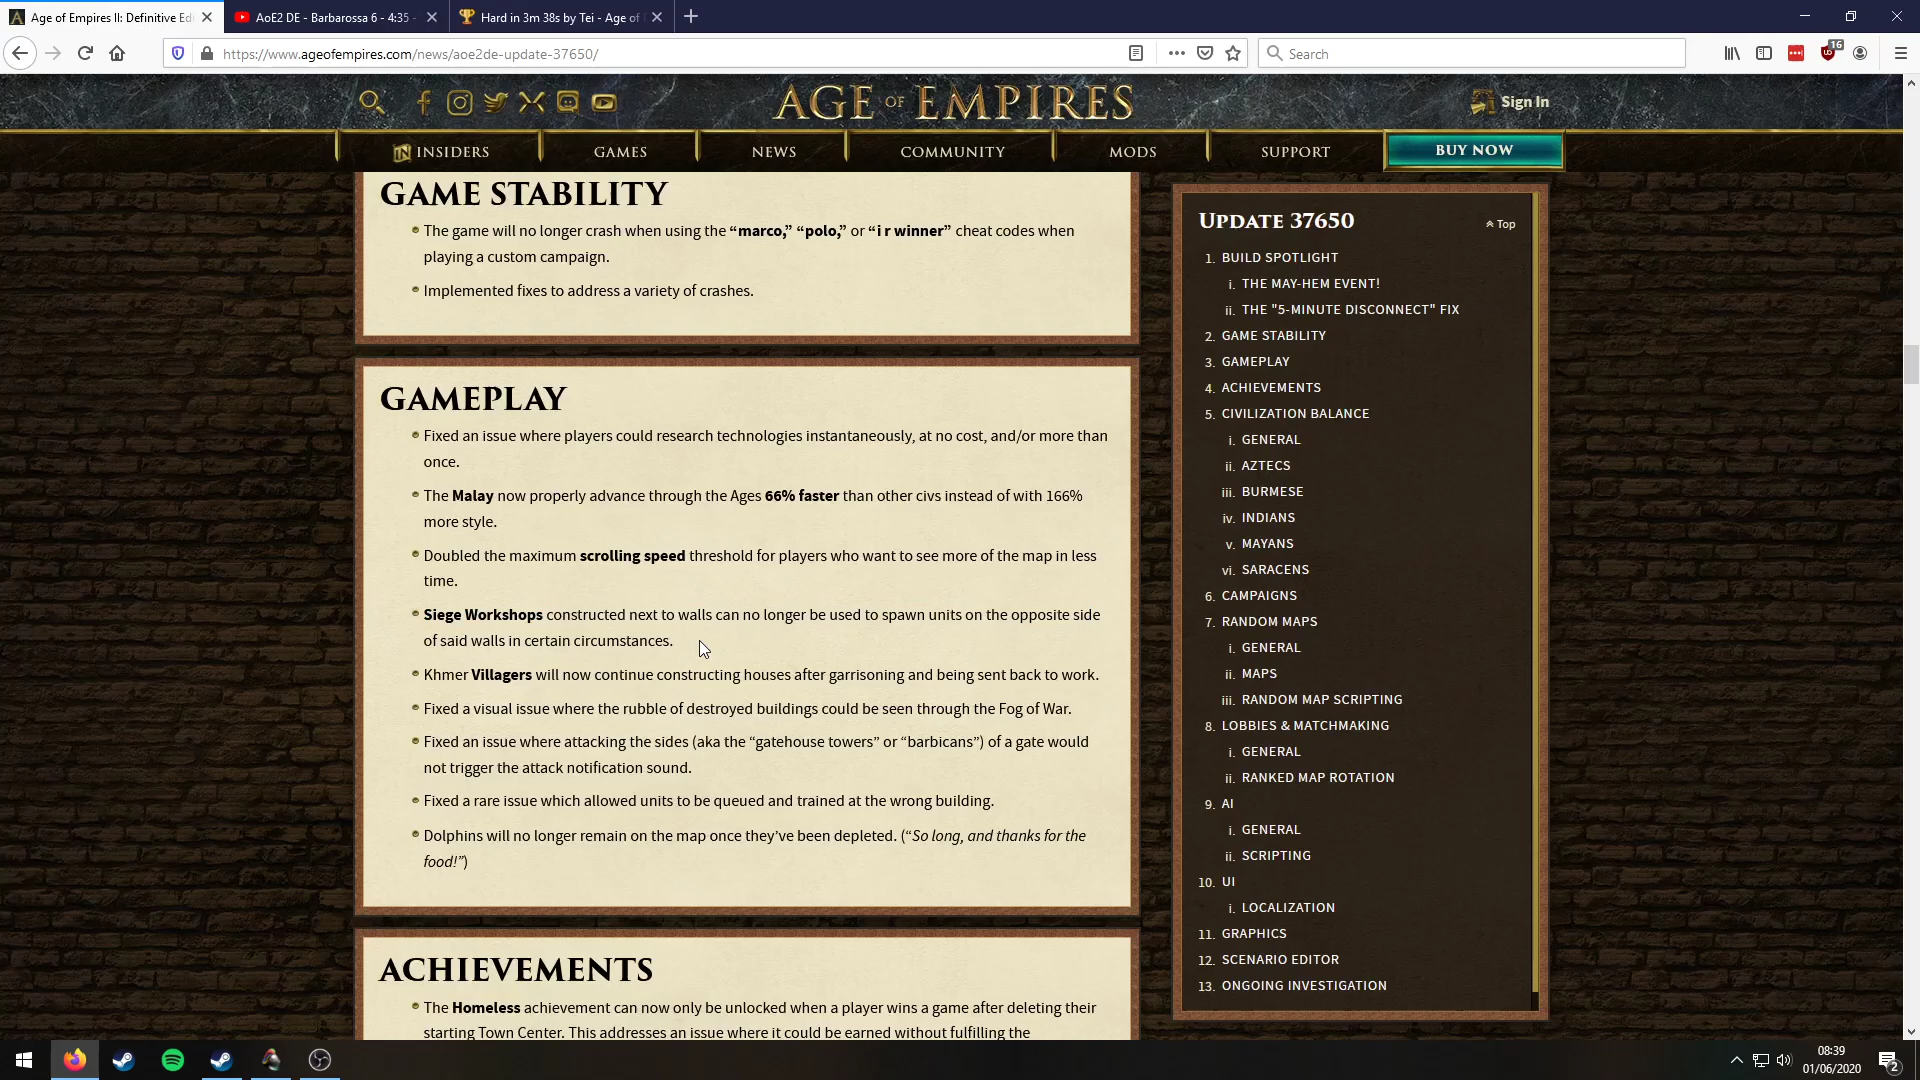 Age of Empires II: Definitive Edi
AoE2 DE - Barbarossa 6 - 4:35 -
Hard in 3m 38s by Tei - Age of E
https://www.ageofempires.com/news/aoe2de-update-37650/
Search
16
AGE OF EMPIRES
Sign In
INSIDERS
GAMES
NEWS
COMMUNITY
MODS
SUPPORT
BUY NOW
GAME STABILITY
The game will no longer crash when using the “marco,” “polo,” or “i r winner” cheat codes when
playing a custom campaign.
Implemented fixes to address a variety of crashes.
GAMEPLAY
Fixed an issue where players could research technologies instantaneously, at no cost, and/or more than
once.
The Malay now properly advance through the Ages 66% faster than other civs instead of with 166%
more style.
Doubled the maximum scrolling speed threshold for players who want to see more of the map in less
time.
Siege Workshops constructed next to walls can no longer be used to spawn units on the opposite side
of said walls in certain circumstances.
Khmer Villagers will now continue constructing houses after garrisoning and being sent back to work.
Fixed a visual issue where the rubble of destroyed buildings could be seen through the Fog of War.
Fixed an issue where attacking the sides (aka the “gatehouse towers” or “barbicans”) of a gate would
not trigger the attack notification sound.
Fixed a rare issue which allowed units to be queued and trained at the wrong building.
Dolphins will no longer remain on the map once they’ve been depleted. (“So long, and thanks for the
food!”)
ACHIEVEMENTS
The Homeless achievement can now only be unlocked when a player wins a game after deleting their
starting Town Center. This addresses an issue where it could be earned without fulfilling the
UPDATE 37650
Top
1. BUILD SPOTLIGHT
i. THE MAY-HEM EVENT!
ii. THE "5-MINUTE DISCONNECT" FIX
2. GAME STABILITY
3. GAMEPLAY
4. ACHIEVEMENTS
5. CIVILIZATION BALANCE
i. GENERAL
ii. AZTECS
iii. BURMESE
iv. INDIANS
v. MAYANS
vi. SARACENS
6. CAMPAIGNS
7. RANDOM MAPS
i. GENERAL
ii. MAPS
iii. RANDOM MAP SCRIPTING
8. LOBBIES & MATCHMAKING
i. GENERAL
ii. RANKED MAP ROTATION
9. AI
i. GENERAL
ii. SCRIPTING
10. UI
i. LOCALIZATION
11. GRAPHICS
12. SCENARIO EDITOR
13. ONGOING INVESTIGATION
08:39
01/06/2020
2